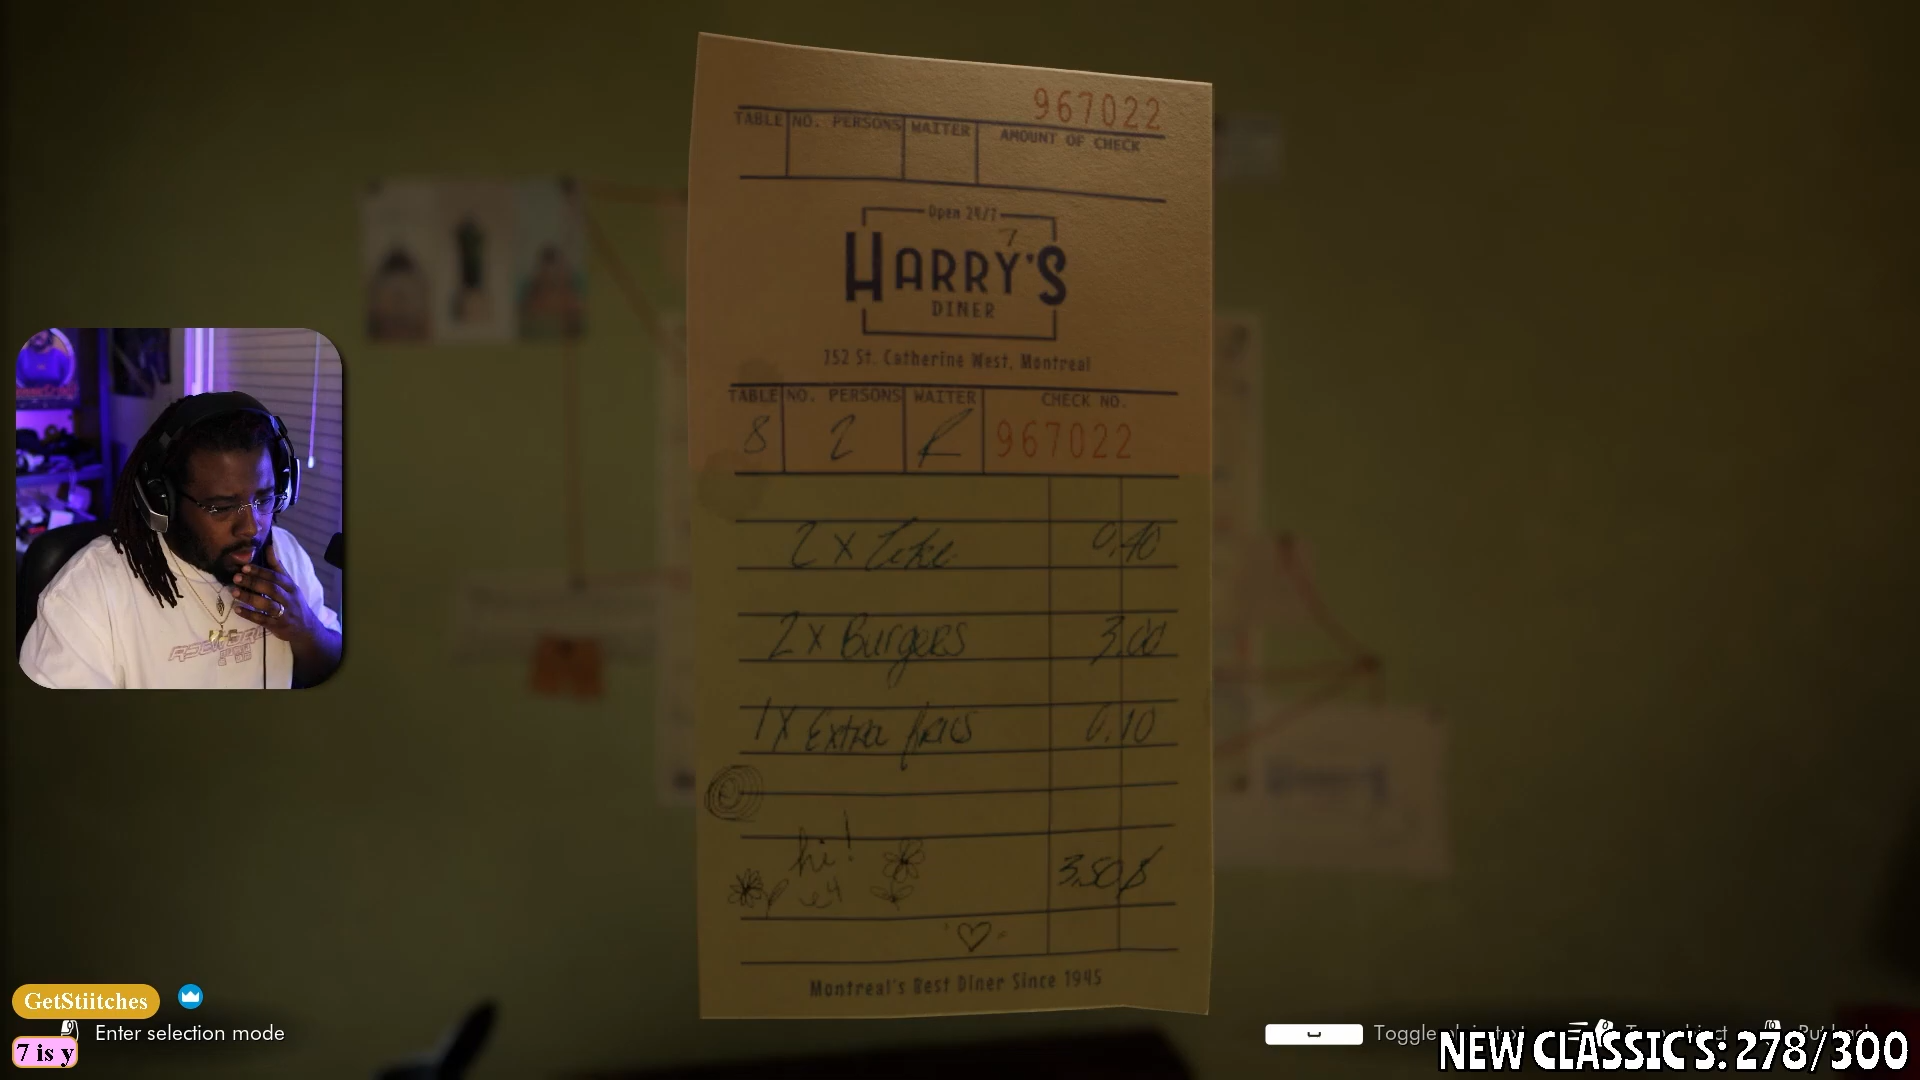 967022
TABLE NO. PERSONS WAITER AMOUNT OF CHECK
Open 24/7
7
HARRY'S
DINER
752 St. Catherine West, Montreal
TABLE NO. PERSONS WAITER CHECK NO.
8 2 R 967022
2 x Coke 0.40
2 x Burgers 3.00
1 x Extra fries 0.10
e
hi!
e4
3.50$
Montreal's Best Diner Since 1945
GetStiitches
Enter selection mode
7 is y
Toggle
NEW CLASSIC'S: 278/300